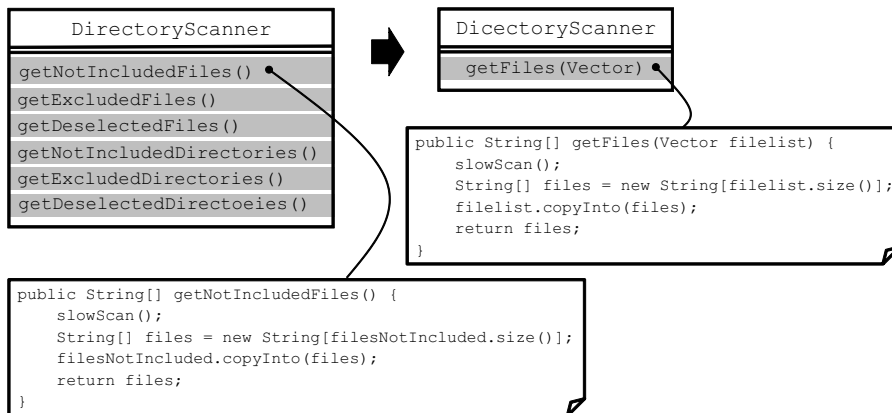 DirectoryScanner
getNotIncludedFiles()
getExcludedFiles()
getDeselectedFiles()
getNotIncludedDirectories()
getExcludedDirectories()
getDeselectedDirectoeies()
DicectoryScanner
getFiles(Vector)
public String[] getFiles(Vector filelist) {
    slowScan();
    String[] files = new String[filelist.size()];
    filelist.copyInto(files);
    return files;
}
public String[] getNotIncludedFiles() {
    slowScan();
    String[] files = new String[filesNotIncluded.size()];
    filesNotIncluded.copyInto(files);
    return files;
}